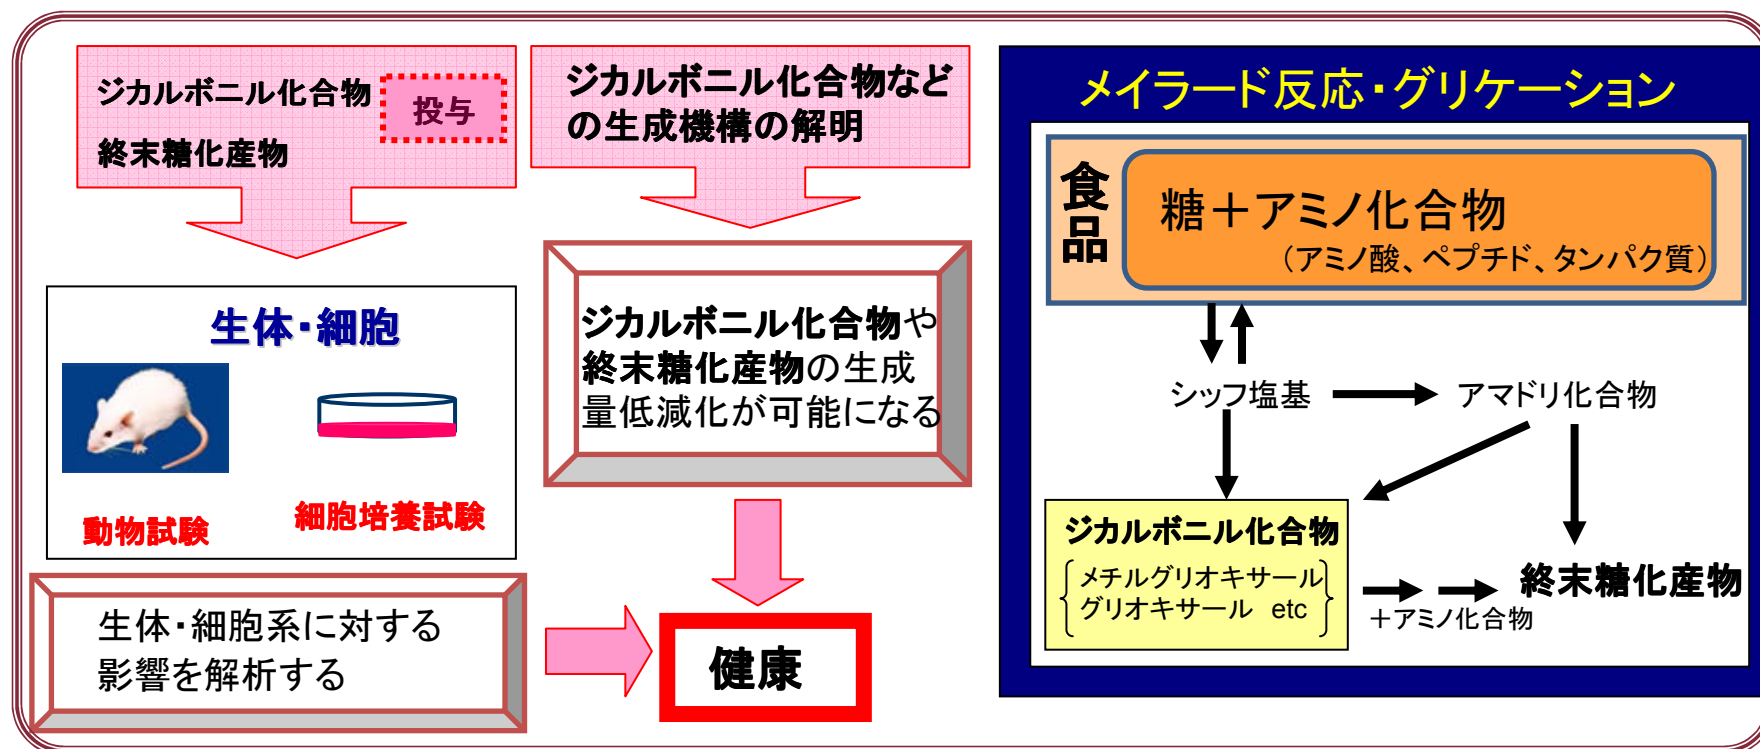 ジカルボニル化合物
投与
終末糖化産物
生体・細胞
動物試験
細胞培養試験
生体・細胞系に対する
影響を解析する
ジカルボニル化合物など
の生成機構の解明
ジカルボニル化合物や
終末糖化産物の生成
量低減化が可能になる
健康
メイラード反応・グリケーション
食品
糖＋アミノ化合物
（アミノ酸、ペプチド、タンパク質）
シッフ塩基
アマドリ化合物
ジカルボニル化合物
メチルグリオキサール
グリオキサール etc
＋アミノ化合物
終末糖化産物